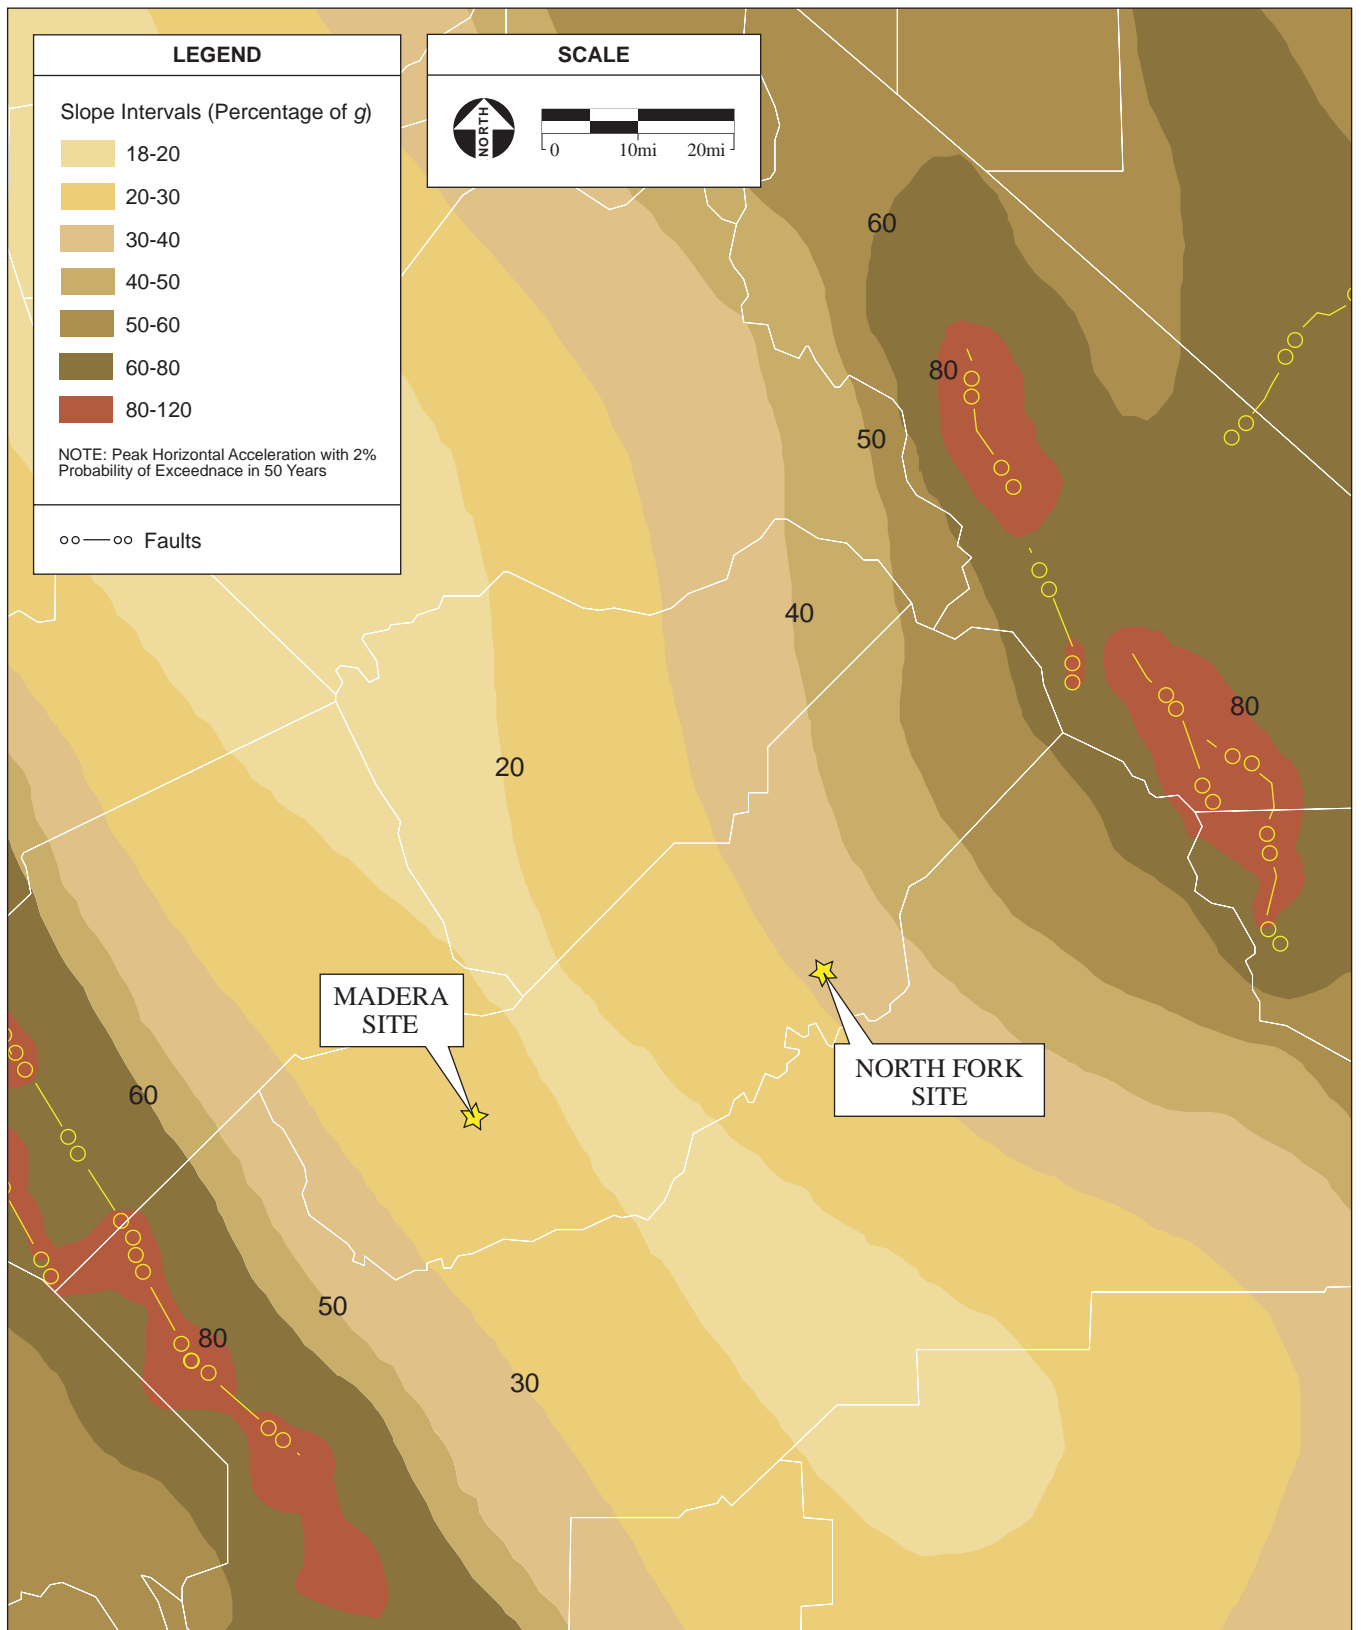 LEGEND
Slope Intervals (Percentage of g)
18-20
20-30
30-40
40-50
50-60
60-80
80-120
NOTE: Peak Horizontal Acceleration with 2%
Probability of Exceednace in 50 Years
Faults
SCALE
NORTH
0 10mi 20mi
60
80
50
40
80
20
MADERA
SITE
NORTH FORK
SITE
60
50
80
30